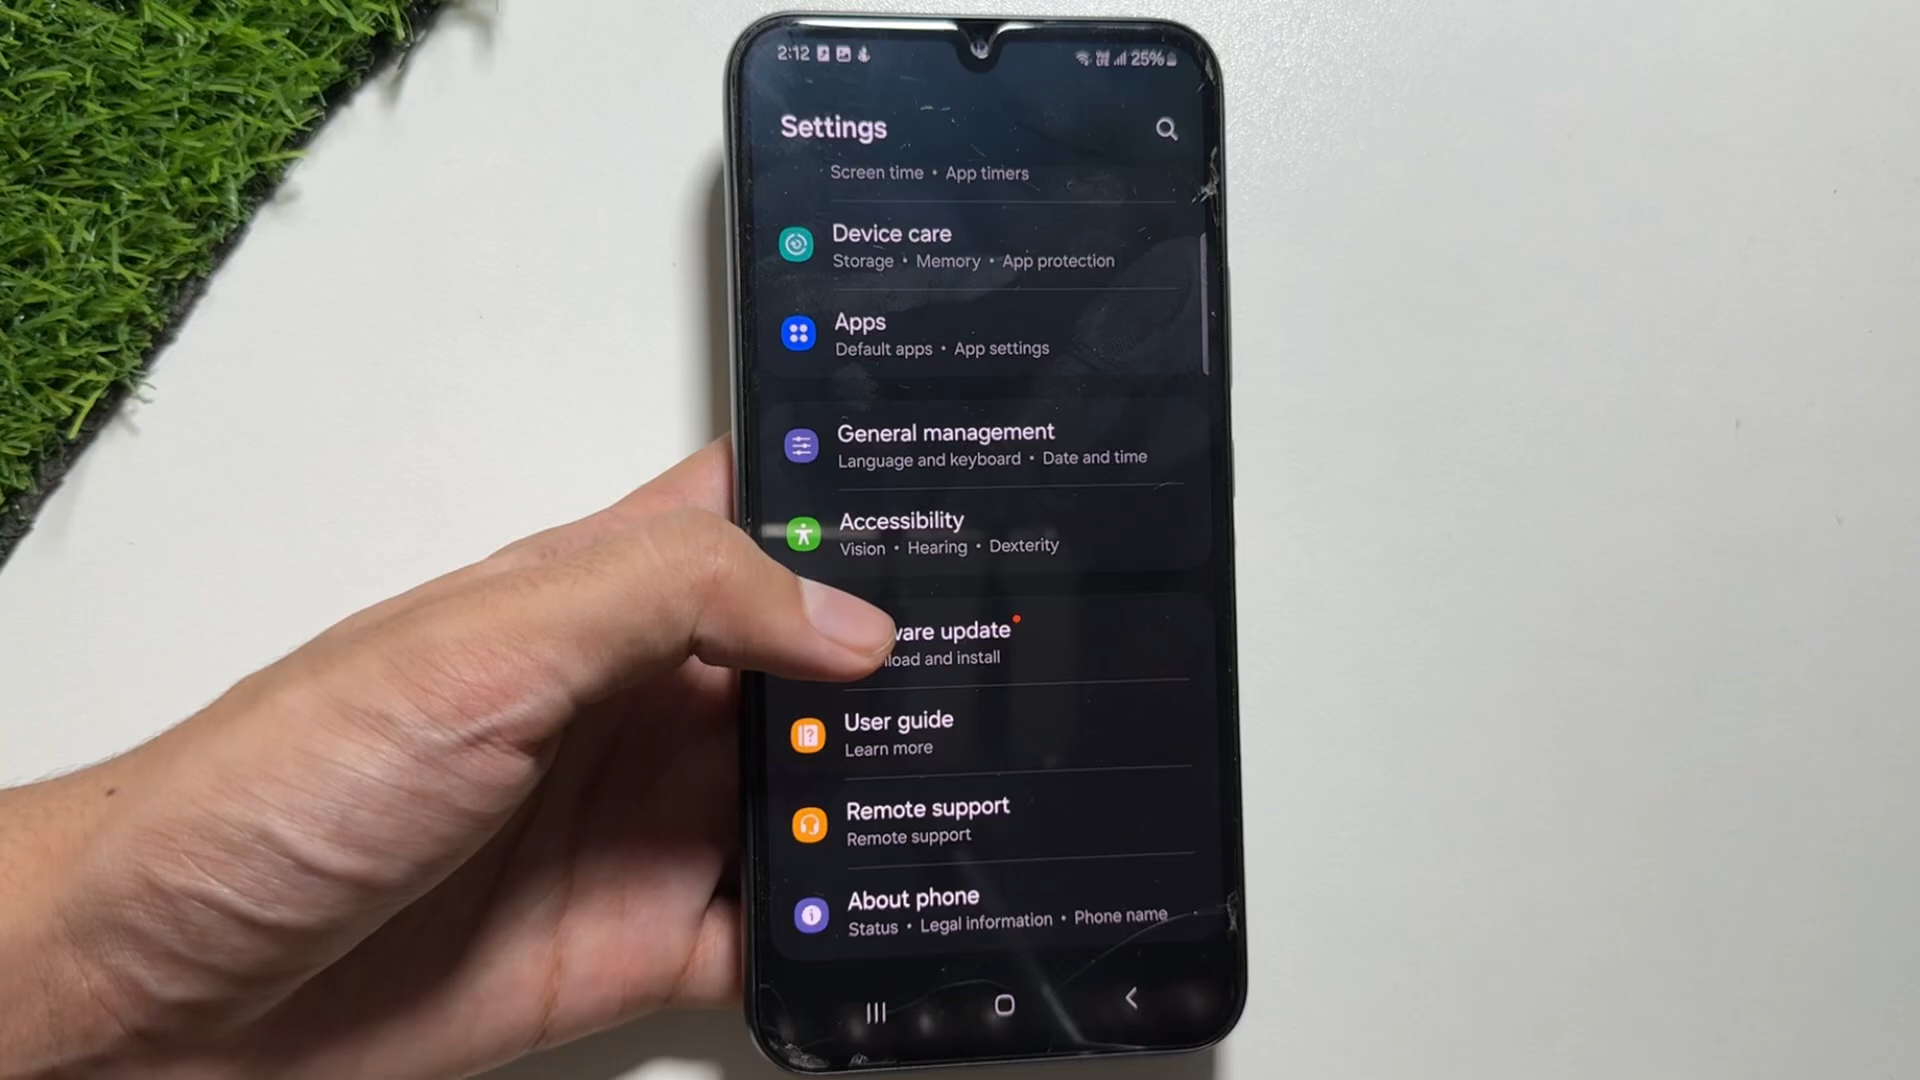 2:12 25%
Settings
Screen time • App timers
Device care
Storage • Memory • App protection
Apps
Default apps • App settings
General management
Language and keyboard • Date and time
Accessibility
Vision • Hearing • Dexterity
ware update
load and install
User guide
Learn more
Remote support
Remote support
About phone
Status • Legal information • Phone name